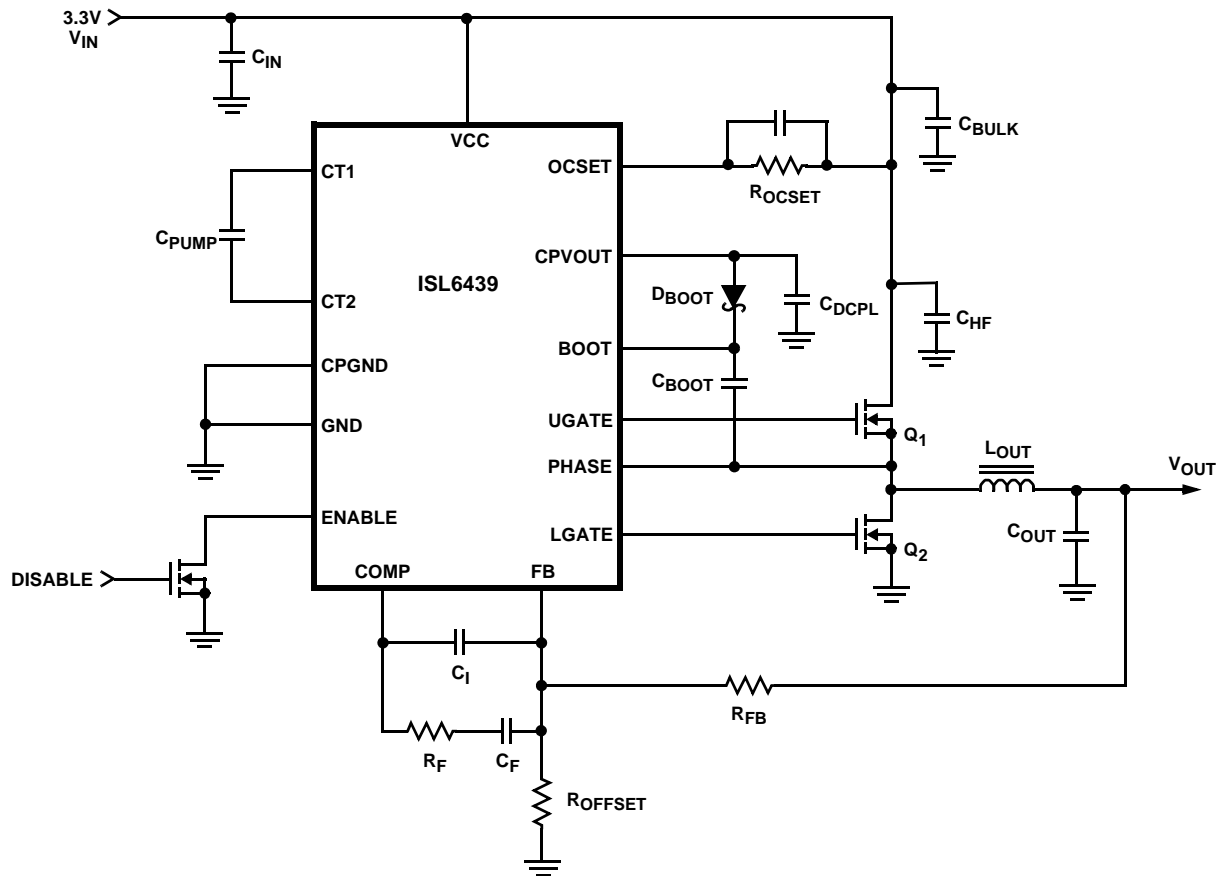 3.3V
VIN
CIN
CBULK
VCC
OCSET
ROCSET
CT1
CPUMP
CT2
ISL6439
CPVOUT
DBOOT
CDCPL
CHF
BOOT
CBOOT
CPGND
GND
UGATE
Q1
PHASE
LOUT
VOUT
ENABLE
LGATE
Q2
COUT
DISABLE
COMP
FB
CI
RFB
RF
CF
ROFFSET